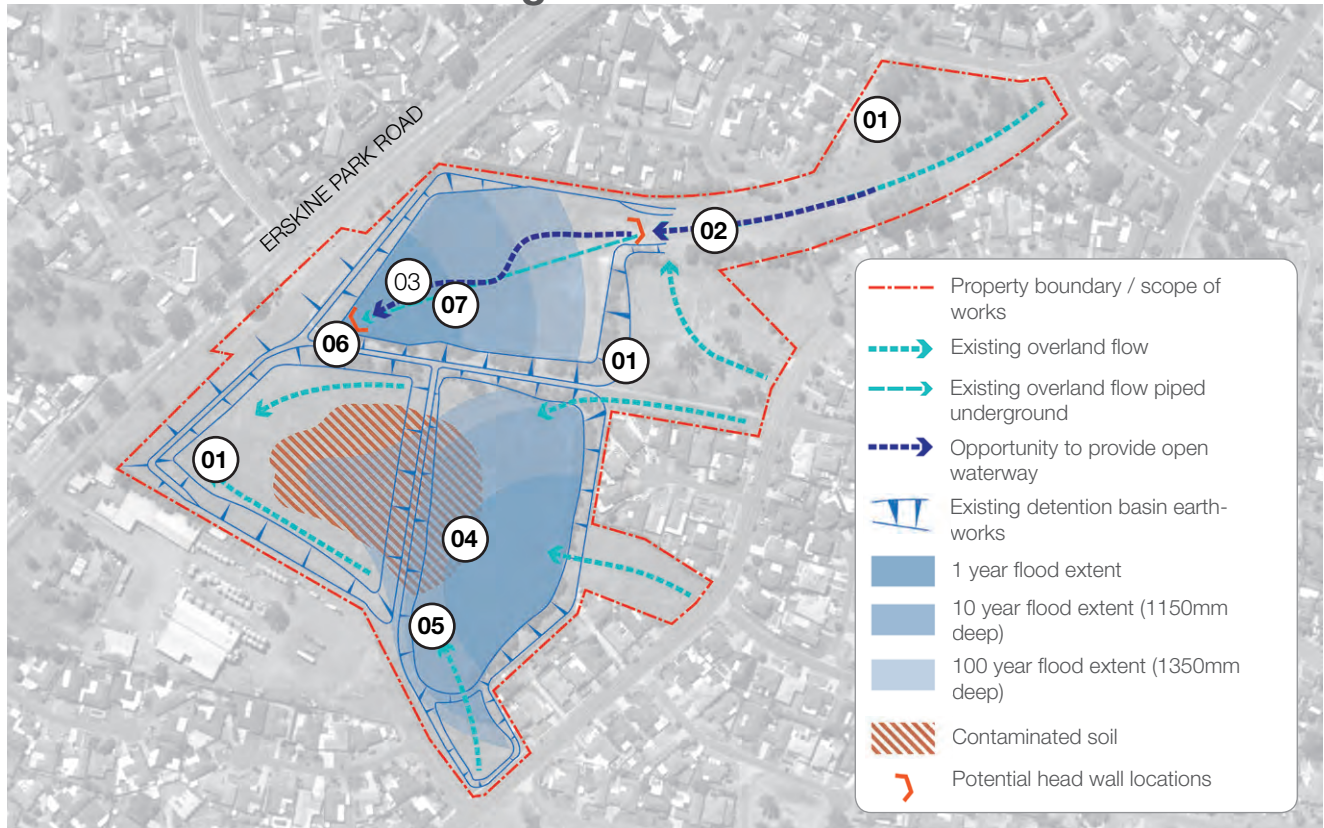 ERSKINE PARK ROAD
01
02
03
07
06
01
01
04
05
Property boundary / scope of
works
Existing overland flow
Existing overland flow piped
underground
Opportunity to provide open
waterway
Existing detention basin earth-
works
1 year flood extent
10 year flood extent (1150mm
deep)
100 year flood extent (1350mm
deep)
Contaminated soil
Potential head wall locations